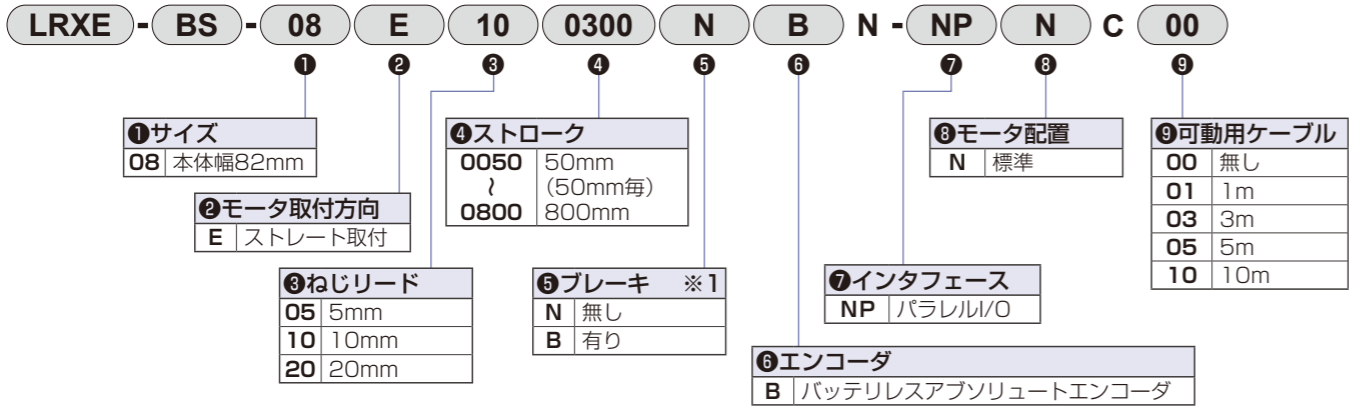 LRXE - BS - 08 E 10 0300 N B N - NP N C 00
❶ ❷ ❸ ❹ ❺ ❻ ❼ ❽ ❾
❶サイズ
08 本体幅82mm
❷モータ取付方向
E ストレート取付
❸ねじリード
05 5mm
10 10mm
20 20mm
❹ストローク
0050 50mm
〜 (50mm毎)
0800 800mm
❺ブレーキ ※1
N 無し
B 有り
❻エンコーダ
B バッテリレスアブソリュートエンコーダ
❼インタフェース
NP パラレルI/O
❽モータ配置
N 標準
❾可動用ケーブル
00 無し
01 1m
03 3m
05 5m
10 10m